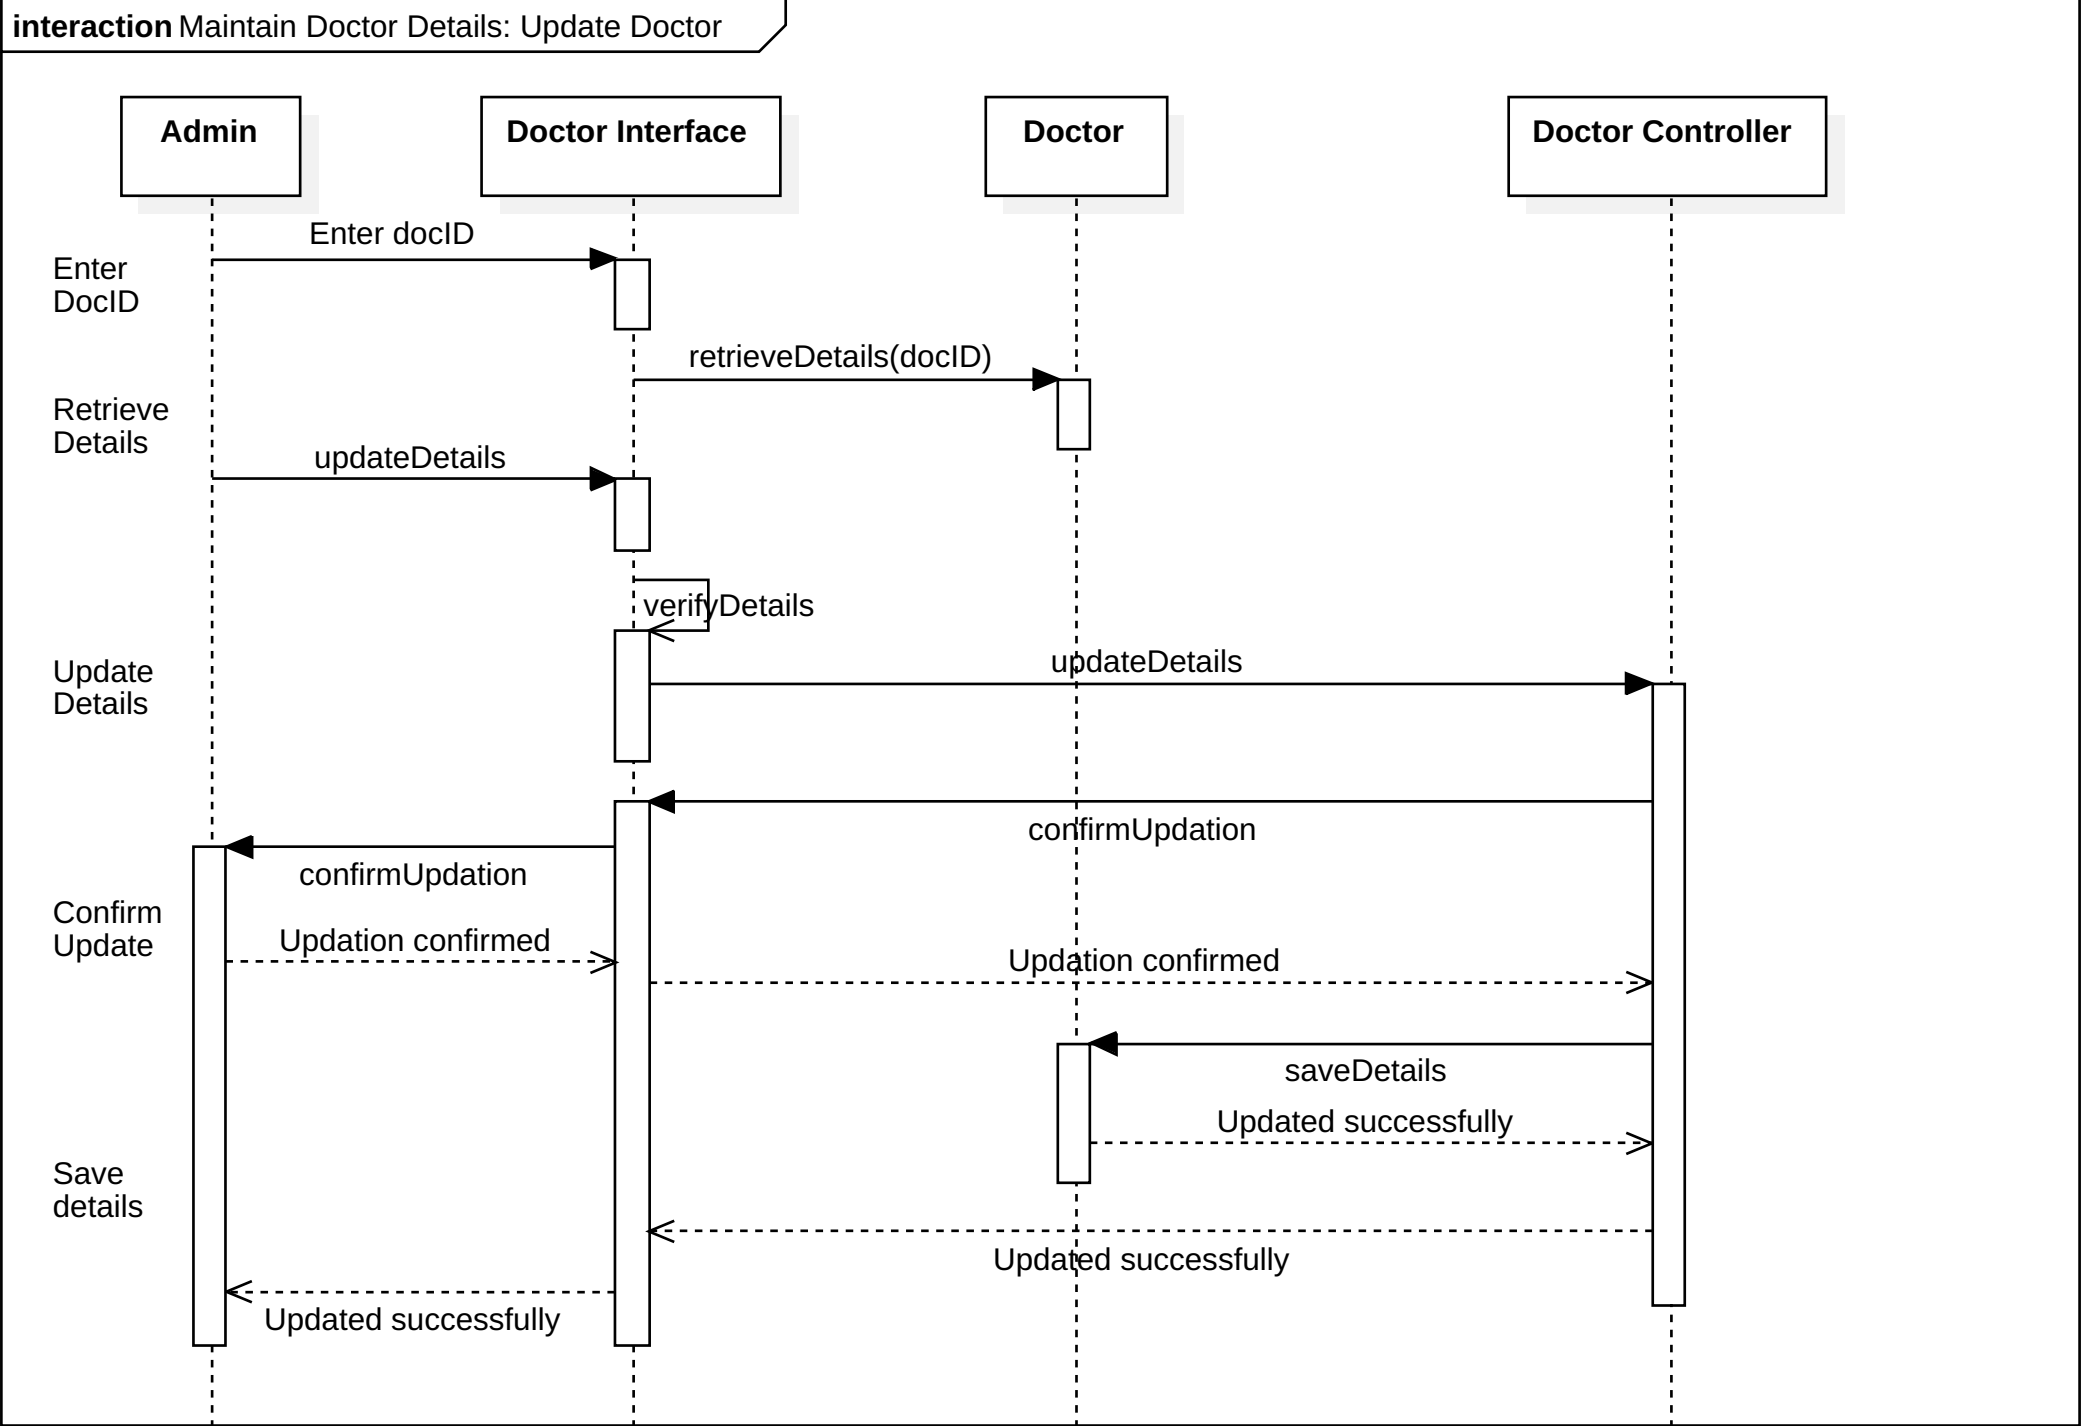 interaction Maintain Doctor Details: Update Doctor
Admin
Doctor Interface
Doctor
Doctor Controller
Enter docID
Enter
DocID
retrieveDetails(docID)
Retrieve
Details
updateDetails
verifyDetails
updateDetails
Update
Details
confirmUpdation
confirmUpdation
Confirm
Update
Updation confirmed
Updation confirmed
saveDetails
Updated successfully
Save
details
Updated successfully
Updated successfully